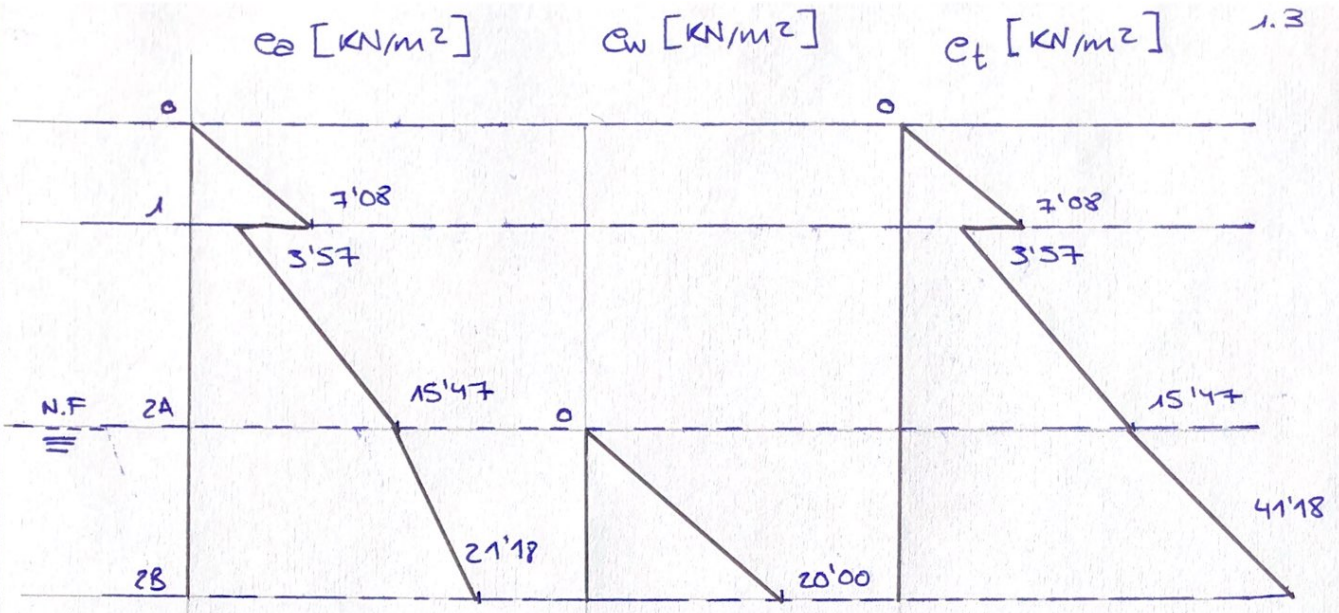 ea [KN/m²] ew [KN/m²] et [KN/m²] 1.3
0 0
1 7'08 7'08
3'57 3'57
N.F 2A 15'47 0 15'47
21'18 41'18
2B 20'00